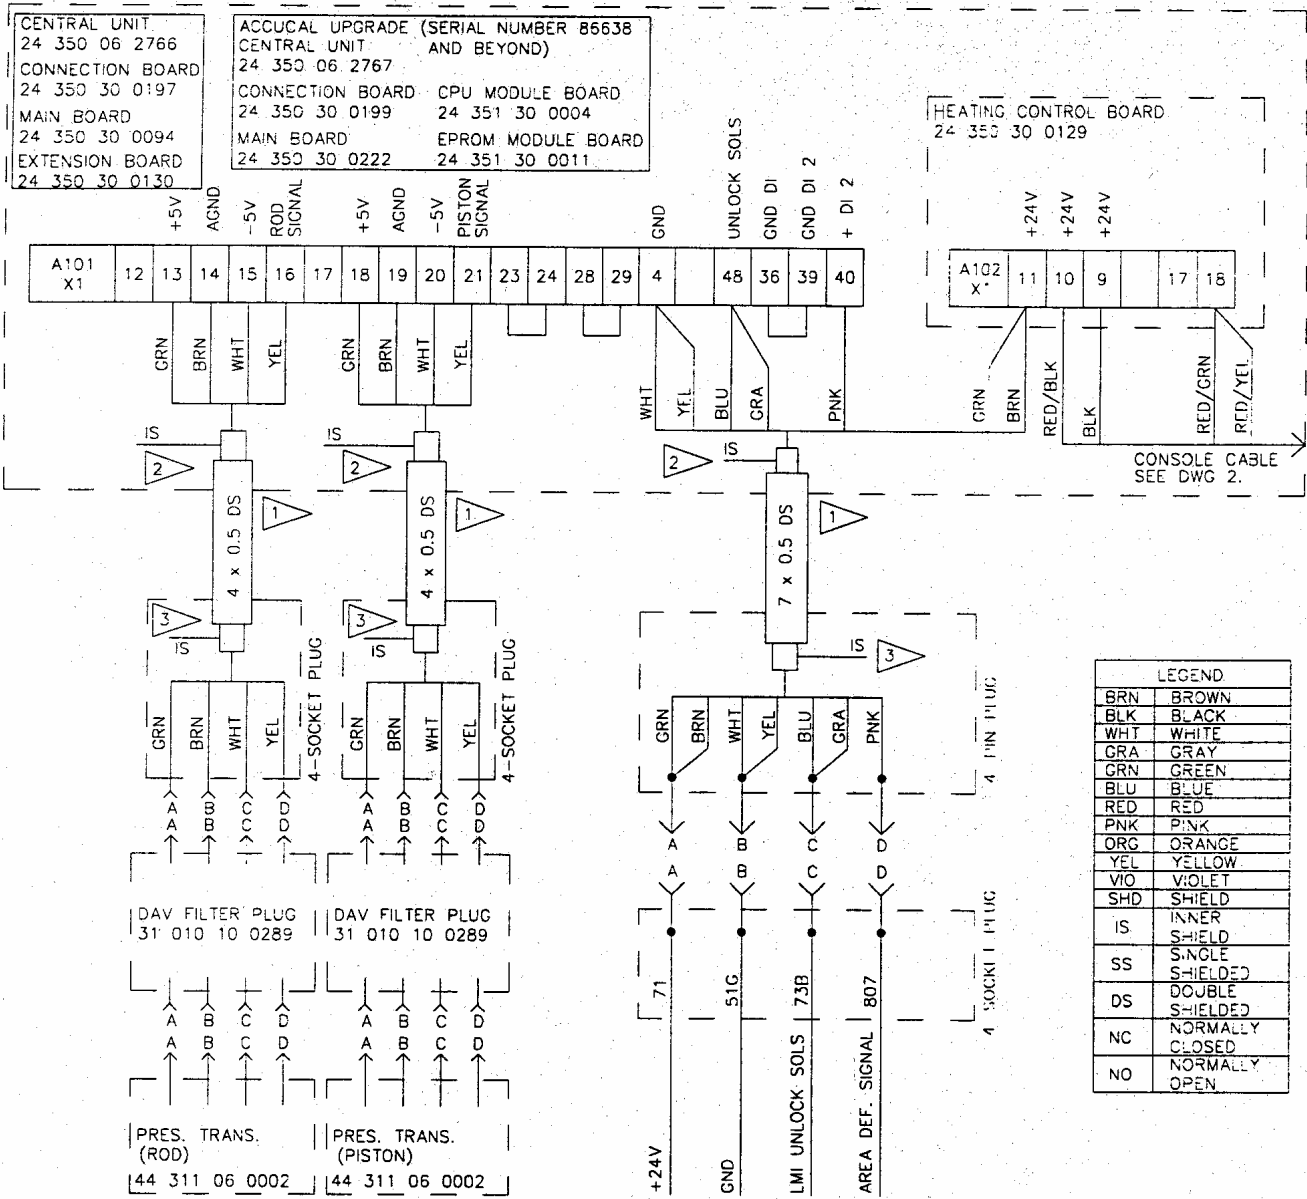 CENTRAL UNIT
24 350 06 2766
CONNECTION BOARD
24 350 30 0197
MAIN BOARD
24 350 30 0094
EXTENSION BOARD
24 350 30 0130
ACCUCAL UPGRADE (SERIAL NUMBER 86638
CENTRAL UNIT AND BEYOND)
24 350 06 2767
CONNECTION BOARD CPU MODULE BOARD
24 350 30 0199 24 351 30 0004
MAIN BOARD EPROM MODULE BOARD
24 350 30 0222 24 351 30 0011
HEATING CONTROL BOARD
24 350 30 0129
+5V
AGND
-5V
ROD
SIGNAL
+5V
AGND
-5V
PISTON
SIGNAL
GND
UNLOCK SOLS
GND DI
GND DI 2
+ DI 2
+24V
+24V
+24V
A101
X1
12 13 14 15 16 17 18 19 20 21 23 24 28 29 4 48 36 39 40
A102
X*
11 10 9 17 18
GRN BRN WHT YEL
GRN BRN WHT YEL
WHT YEL BLU GRA PNK
GRN BRN RED/BLK BLK RED/GRN RED/YEL
IS IS IS
2 2 2
CONSOLE CABLE
SEE DWG 2.
1 1 1
4 x 0.5 DS
4 x 0.5 DS
7 x 0.5 DS
3 3 3
IS IS IS
4-SOCKET PLUG
4-SOCKET PLUG
4 PIN PLUG
GRN BRN WHT YEL
GRN BRN WHT YEL
GRN BRN WHT YEL BLU GRA PNK
A B C D A B C D
A B C D A B C D
A B C D
A B C D
DAV FILTER PLUG
31 010 10 0289
DAV FILTER PLUG
31 010 10 0289
4 SOCKET PLUG
71 51G 73B 807
A B C D A B C D
A B C D A B C D
PRES. TRANS.
(ROD)
44 311 06 0002
PRES. TRANS.
(PISTON)
44 311 06 0002
+24V
GND
LMI UNLOCK SOLS
AREA DEF. SIGNAL
LEGEND
BRN BROWN
BLK BLACK
WHT WHITE
GRA GRAY
GRN GREEN
BLU BLUE
RED RED
PNK PINK
ORG ORANGE
YEL YELLOW
VIO VIOLET
SHD SHIELD
IS INNER
SHIELD
SS SINGLE
SHIELDED
DS DOUBLE
SHIELDED
NC NORMALLY
CLOSED
NO NORMALLY
OPEN